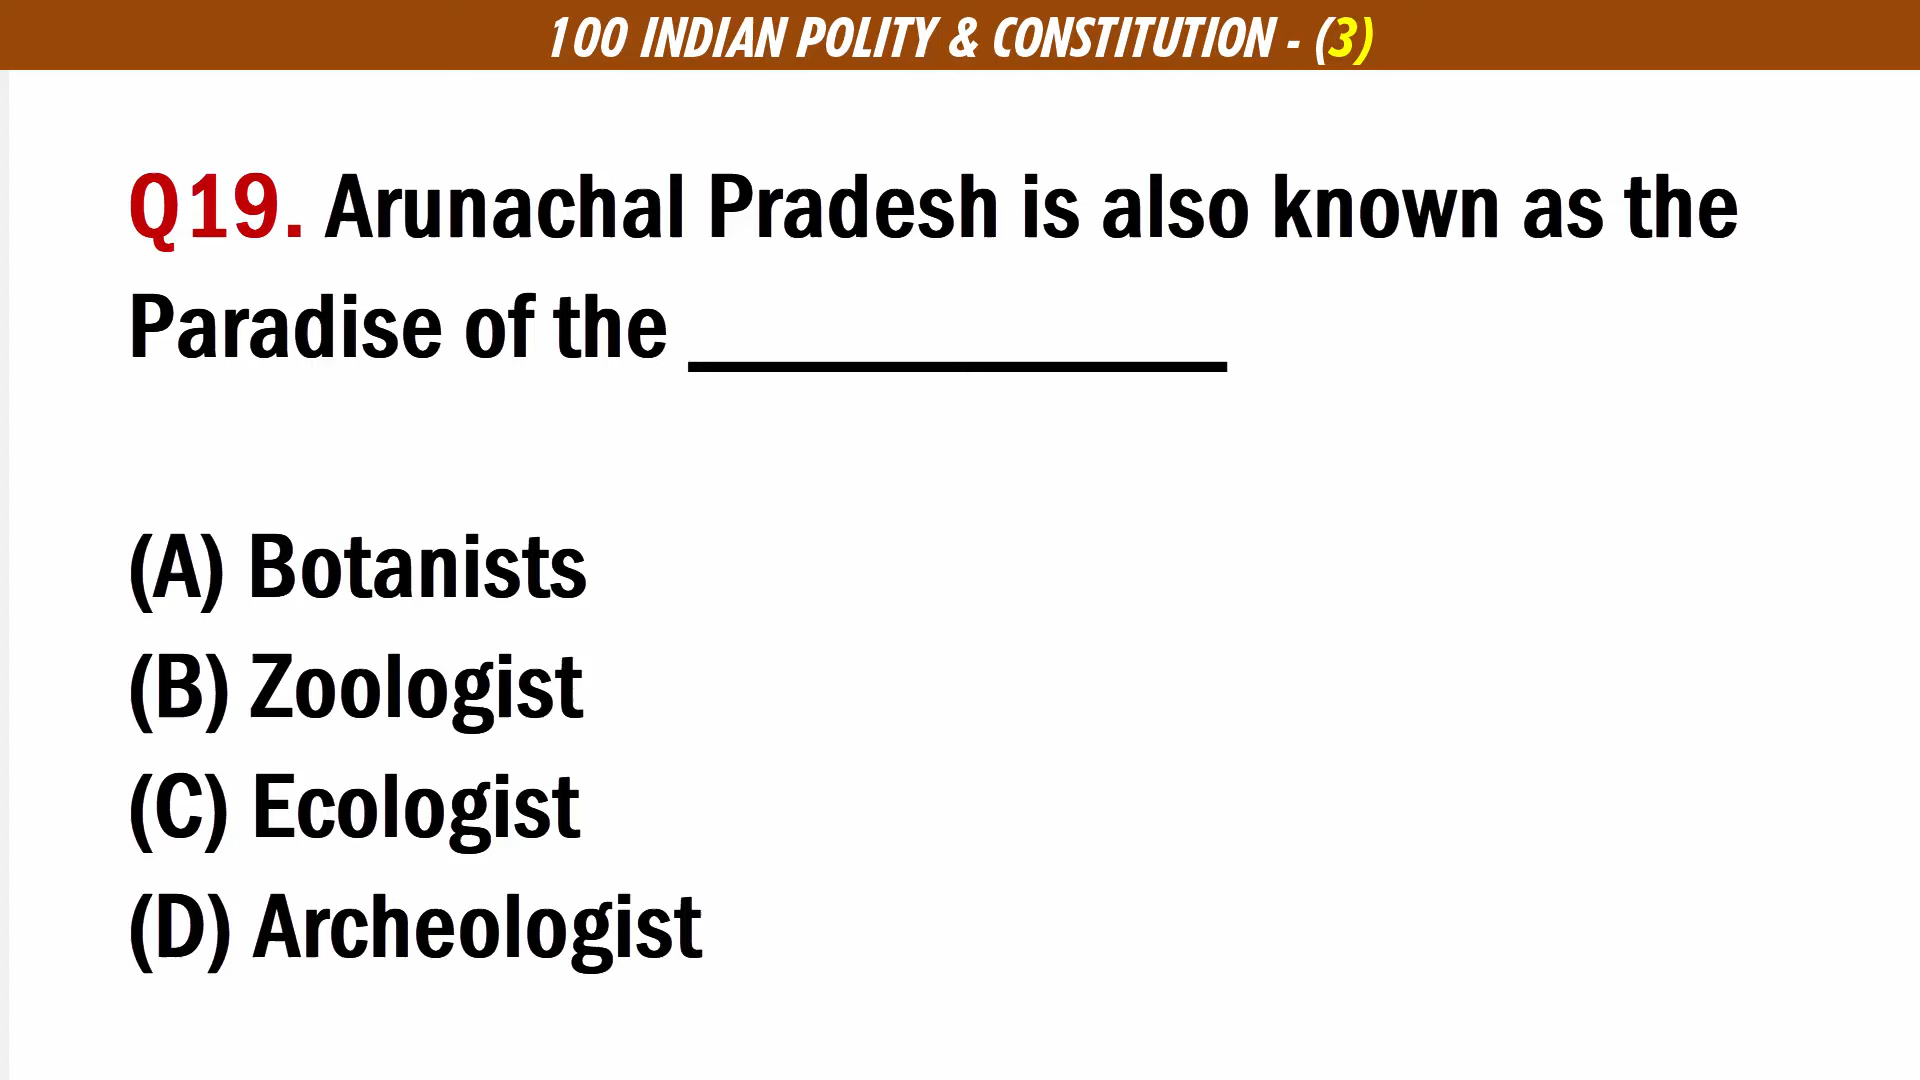 100 INDIAN POLITY & CONSTITUTION - (3)
Q19. Arunachal Pradesh is also known as the
Paradise of the ____________
(A) Botanists
(B) Zoologist
(C) Ecologist
(D) Archeologist